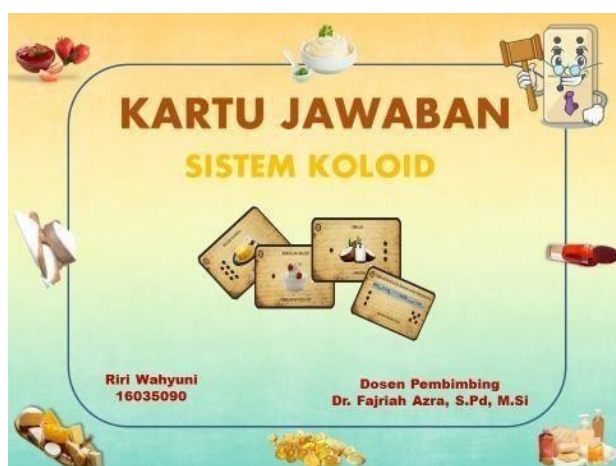 KARTU JAWABAN
SISTEM KOLOID
Riri Wahyuni
16035090
Dosen Pembimbing
Dr. Fajriah Azra, S.Pd, M.Si